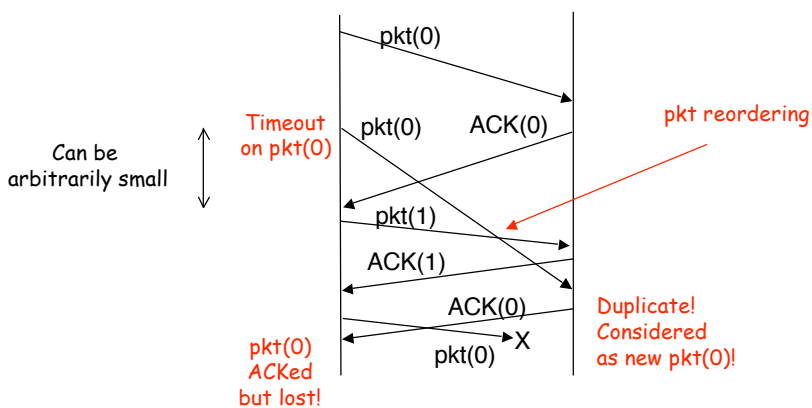 pkt(0)
Timeout
on pkt(0)
pkt(0)
ACK(0)
pkt reordering
Can be
arbitrarily small
pkt(1)
ACK(1)
ACK(0)
Duplicate!
Considered
as new pkt(0)!
pkt(0)
X
pkt(0)
ACKed
but lost!